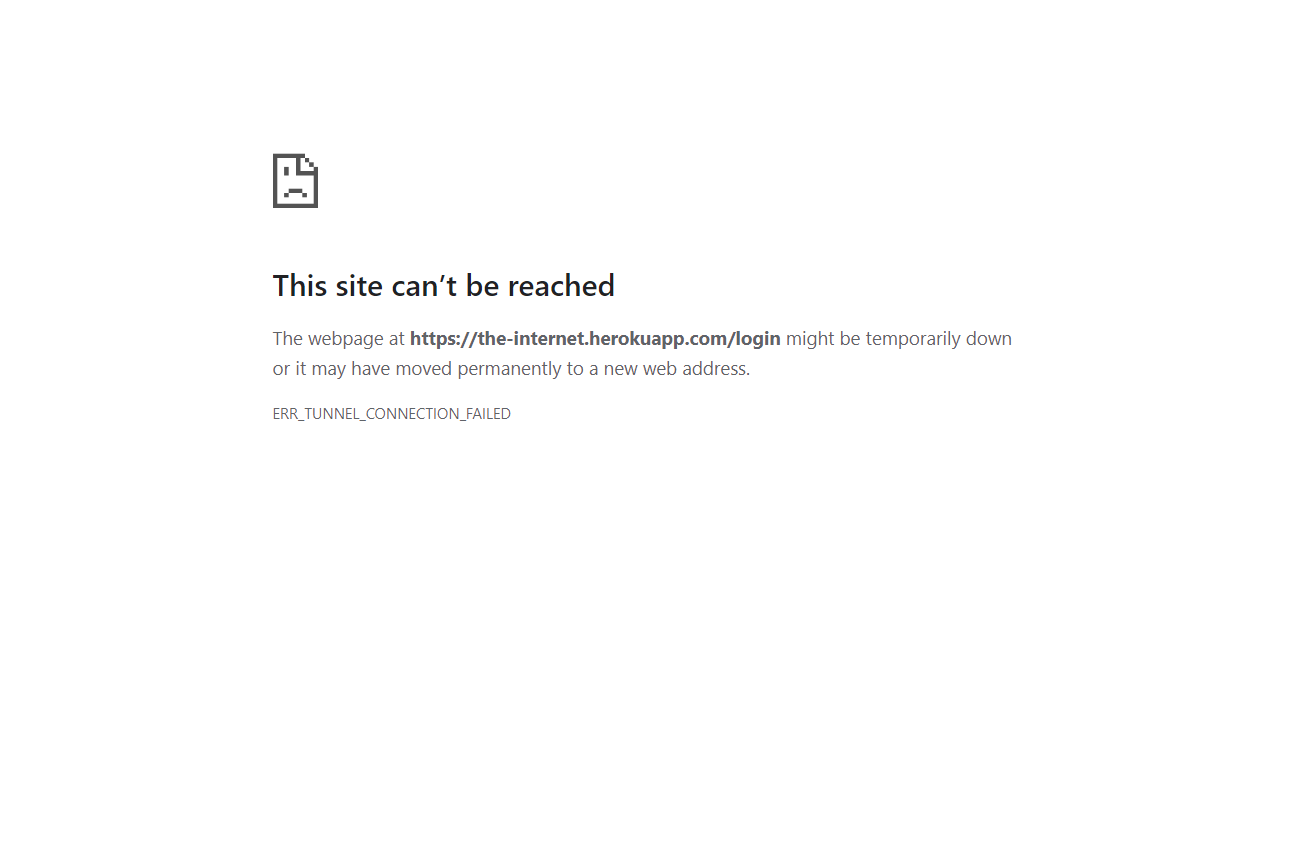 This site can’t be reached
The webpage at https://the-internet.herokuapp.com/login might be temporarily down
or it may have moved permanently to a new web address.
ERR_TUNNEL_CONNECTION_FAILED